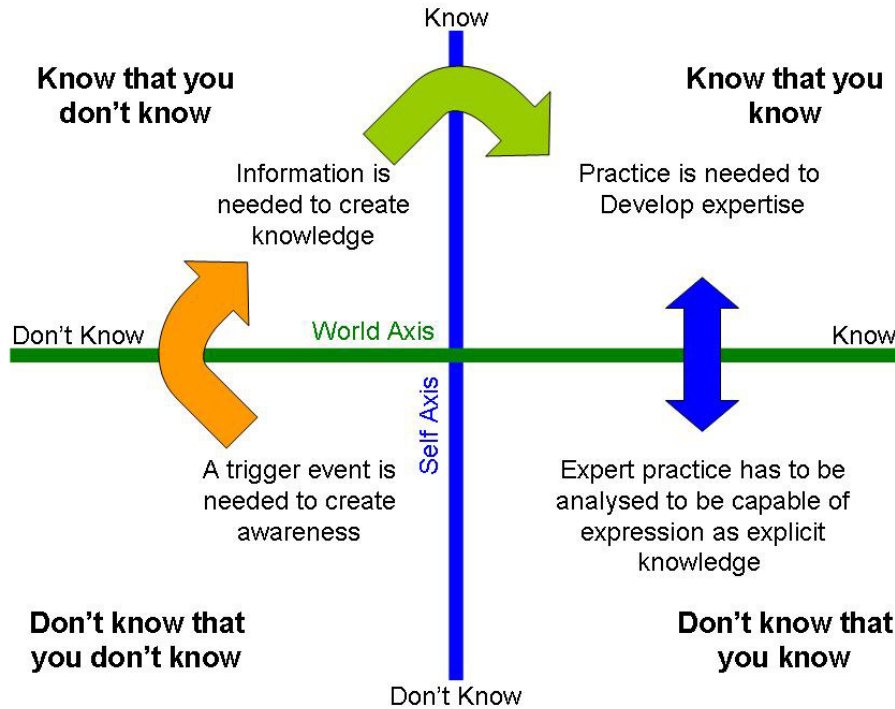 Know
Know that you
don't know
Know that you
know
Information is
needed to create
knowledge
Practice is needed to
Develop expertise
Don't Know
World Axis
Know
Self Axis
A trigger event is
needed to create
awareness
Expert practice has to be
analysed to be capable of
expression as explicit
knowledge
Don't know that
you don't know
Don't know that
you know
Don't Know